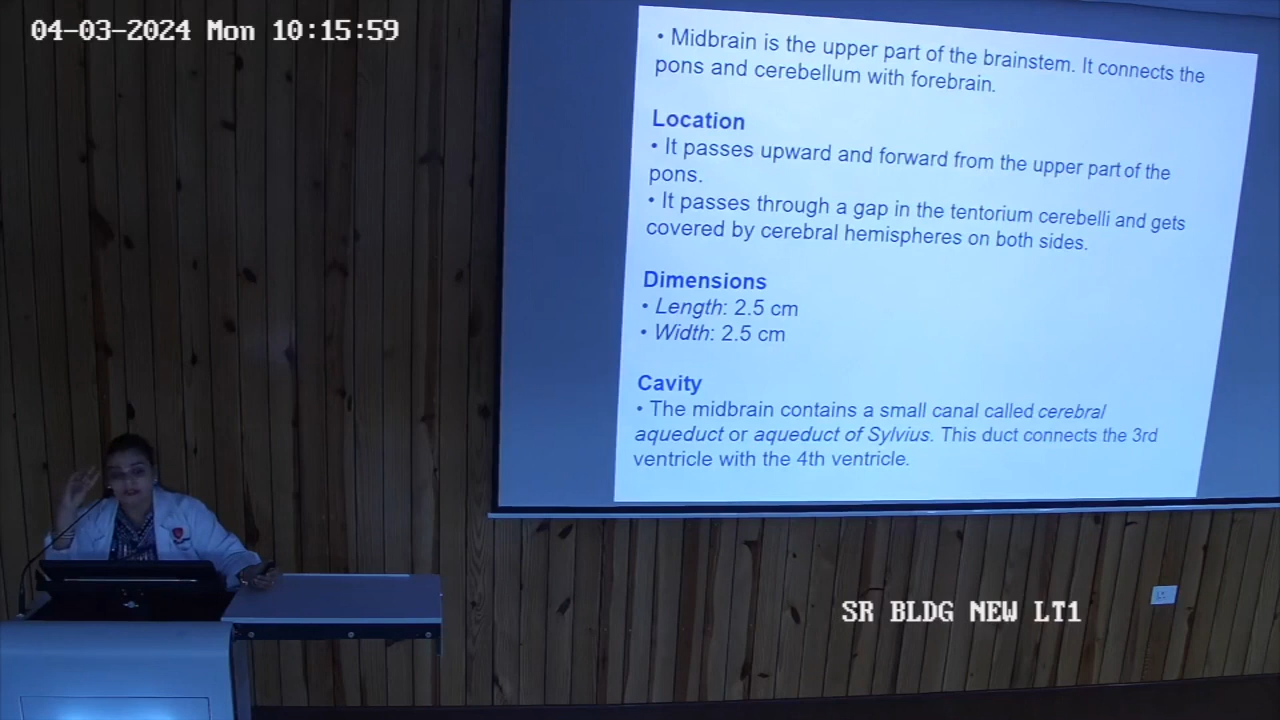 04-03-2024 Mon 10:15:59
• Midbrain is the upper part of the brainstem. It connects the
pons and cerebellum with forebrain.
Location
• It passes upward and forward from the upper part of the
pons.
• It passes through a gap in the tentorium cerebelli and gets
covered by cerebral hemispheres on both sides.
Dimensions
• Length: 2.5 cm
• Width: 2.5 cm
Cavity
• The midbrain contains a small canal called cerebral
aqueduct or aqueduct of Sylvius. This duct connects the 3rd
ventricle with the 4th ventricle.
SR BLDG NEW LT1